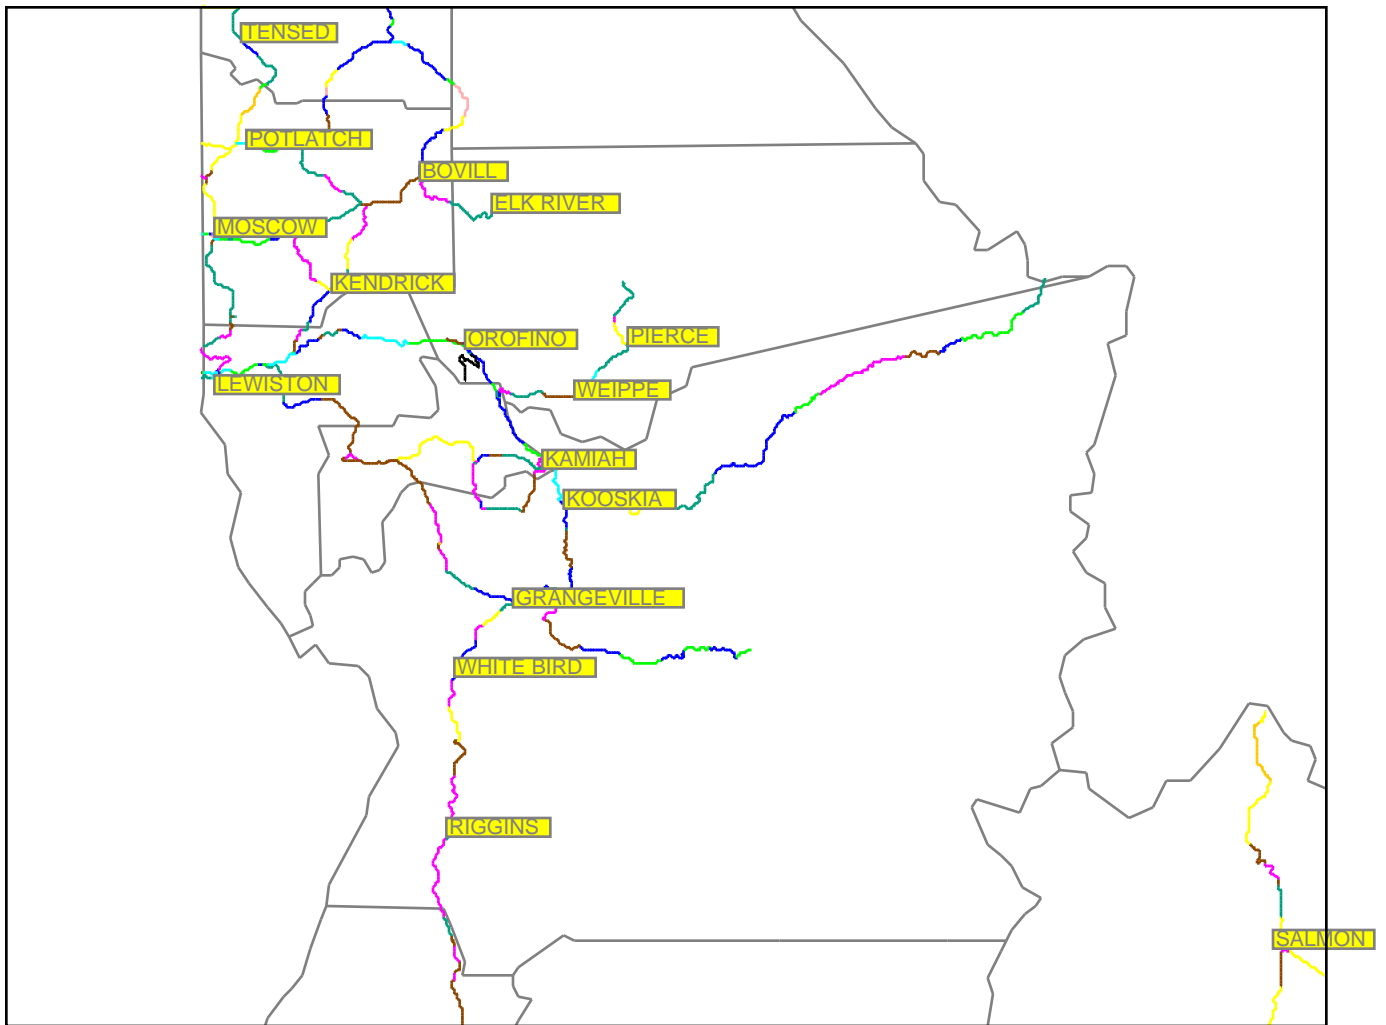 TENSED
POTLATCH
BOVILL
ELK RIVER
MOSCOW
KENDRICK
OROFINO
PIERCE
LEWISTON
WEIPPE
KAMIAH
KOOSKIA
GRANGEVILLE
WHITE BIRD
RIGGINS
SALMON